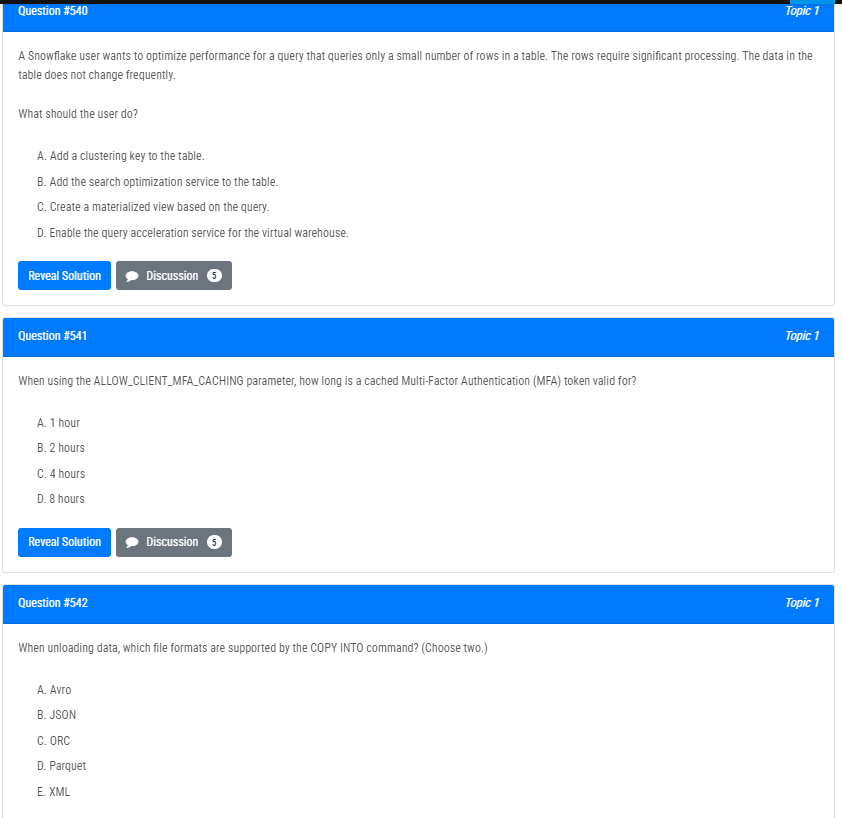 Question #540 Topic 1
A Snowflake user wants to optimize performance for a query that queries only a small number of rows in a table. The rows require significant processing. The data in the
table does not change frequently.
What should the user do?
A. Add a clustering key to the table.
B. Add the search optimization service to the table.
C. Create a materialized view based on the query.
D. Enable the query acceleration service for the virtual warehouse.
Reveal Solution Discussion 5
Question #541 Topic 1
When using the ALLOW_CLIENT_MFA_CACHING parameter, how long is a cached Multi-Factor Authentication (MFA) token valid for?
A. 1 hour
B. 2 hours
C. 4 hours
D. 8 hours
Reveal Solution Discussion 5
Question #542 Topic 1
When unloading data, which file formats are supported by the COPY INTO command? (Choose two.)
A. Avro
B. JSON
C. ORC
D. Parquet
E. XML